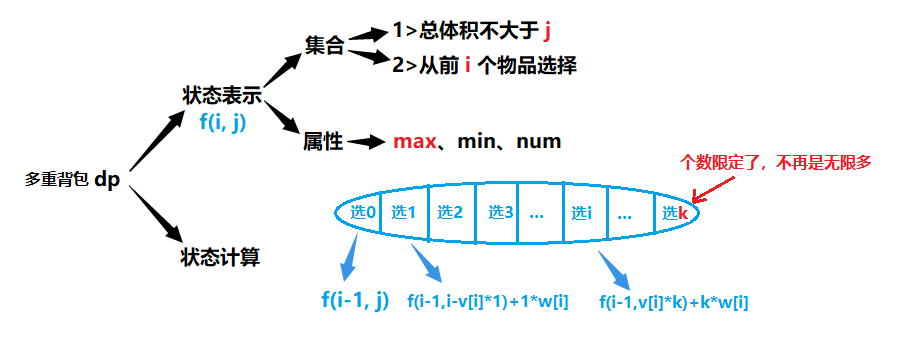 1>总体积不大于 j
集合
2>从前 i 个物品选择
状态表示
f(i, j)
属性
max、min、num
多重背包 dp
个数限定了，不再是无限多
选0 选1 选2 选3 ... 选i ... 选k
状态计算
f(i-1, j) f(i-1,i-v[i]*1)+1*w[i] f(i-1,v[i]*k)+k*w[i]